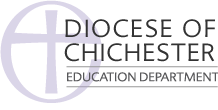 DIOCESE OF
CHICHESTER
EDUCATION DEPARTMENT